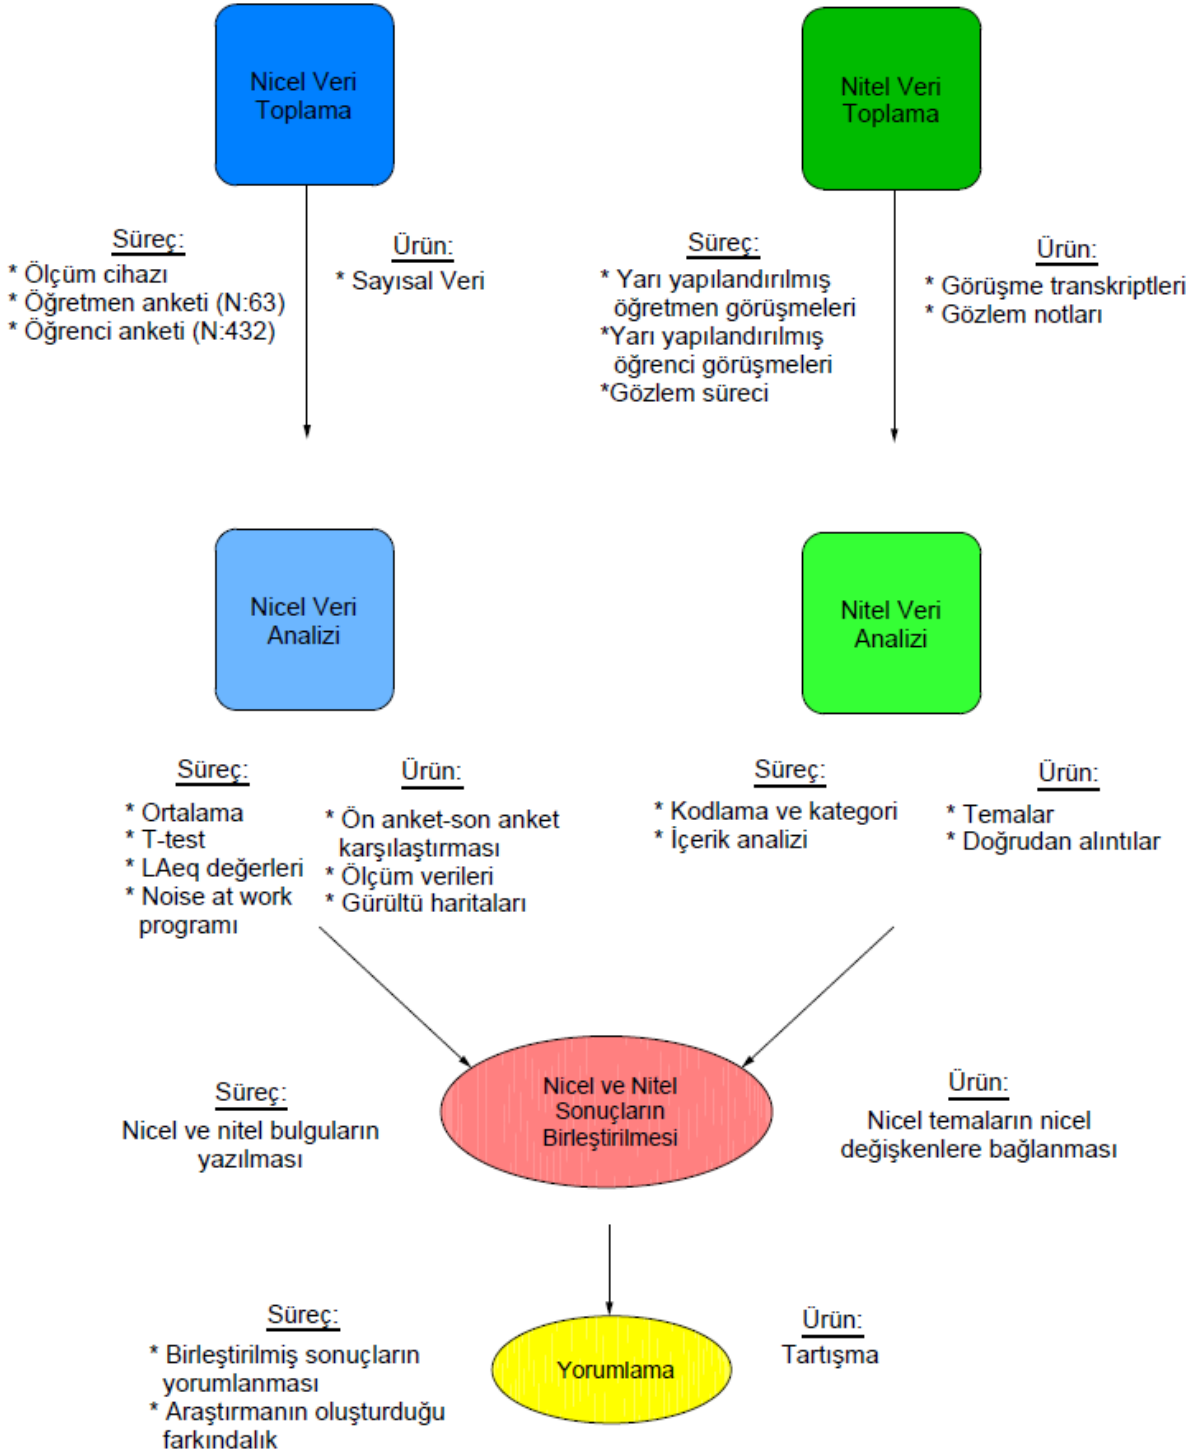 Nicel Veri
Toplama
Nitel Veri
Toplama
Süreç:
* Ölçüm cihazı
* Öğretmen anketi (N:63)
* Öğrenci anketi (N:432)
Ürün:
* Sayısal Veri
Süreç:
* Yarı yapılandırılmış
öğretmen görüşmeleri
*Yarı yapılandırılmış
öğrenci görüşmeleri
*Gözlem süreci
Ürün:
* Görüşme transkriptleri
* Gözlem notları
Nicel Veri
Analizi
Nitel Veri
Analizi
Süreç:
* Ortalama
* T-test
* LAeq değerleri
* Noise at work
programı
Ürün:
* Ön anket-son anket
karşılaştırması
* Ölçüm verileri
* Gürültü haritaları
Süreç:
* Kodlama ve kategori
* İçerik analizi
Ürün:
* Temalar
* Doğrudan alıntılar
Süreç:
Nicel ve nitel bulguların
yazılması
Nicel ve Nitel
Sonuçların
Birleştirilmesi
Ürün:
Nicel temaların nicel
değişkenlere bağlanması
Süreç:
* Birleştirilmiş sonuçların
yorumlanması
* Araştırmanın oluşturduğu
farkındalık
Yorumlama
Ürün:
Tartışma